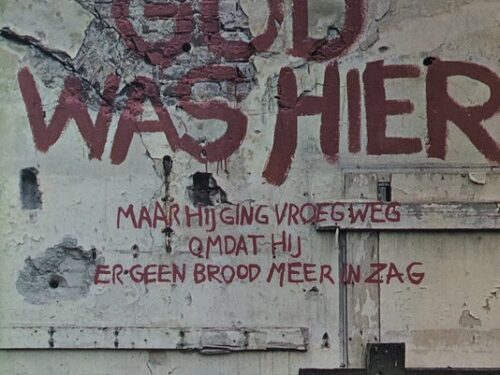 GOD
WAS HIER
MAAR HIJ GING VROEG WEG
OMDAT HIJ
ER GEEN BROOD MEER IN ZAG